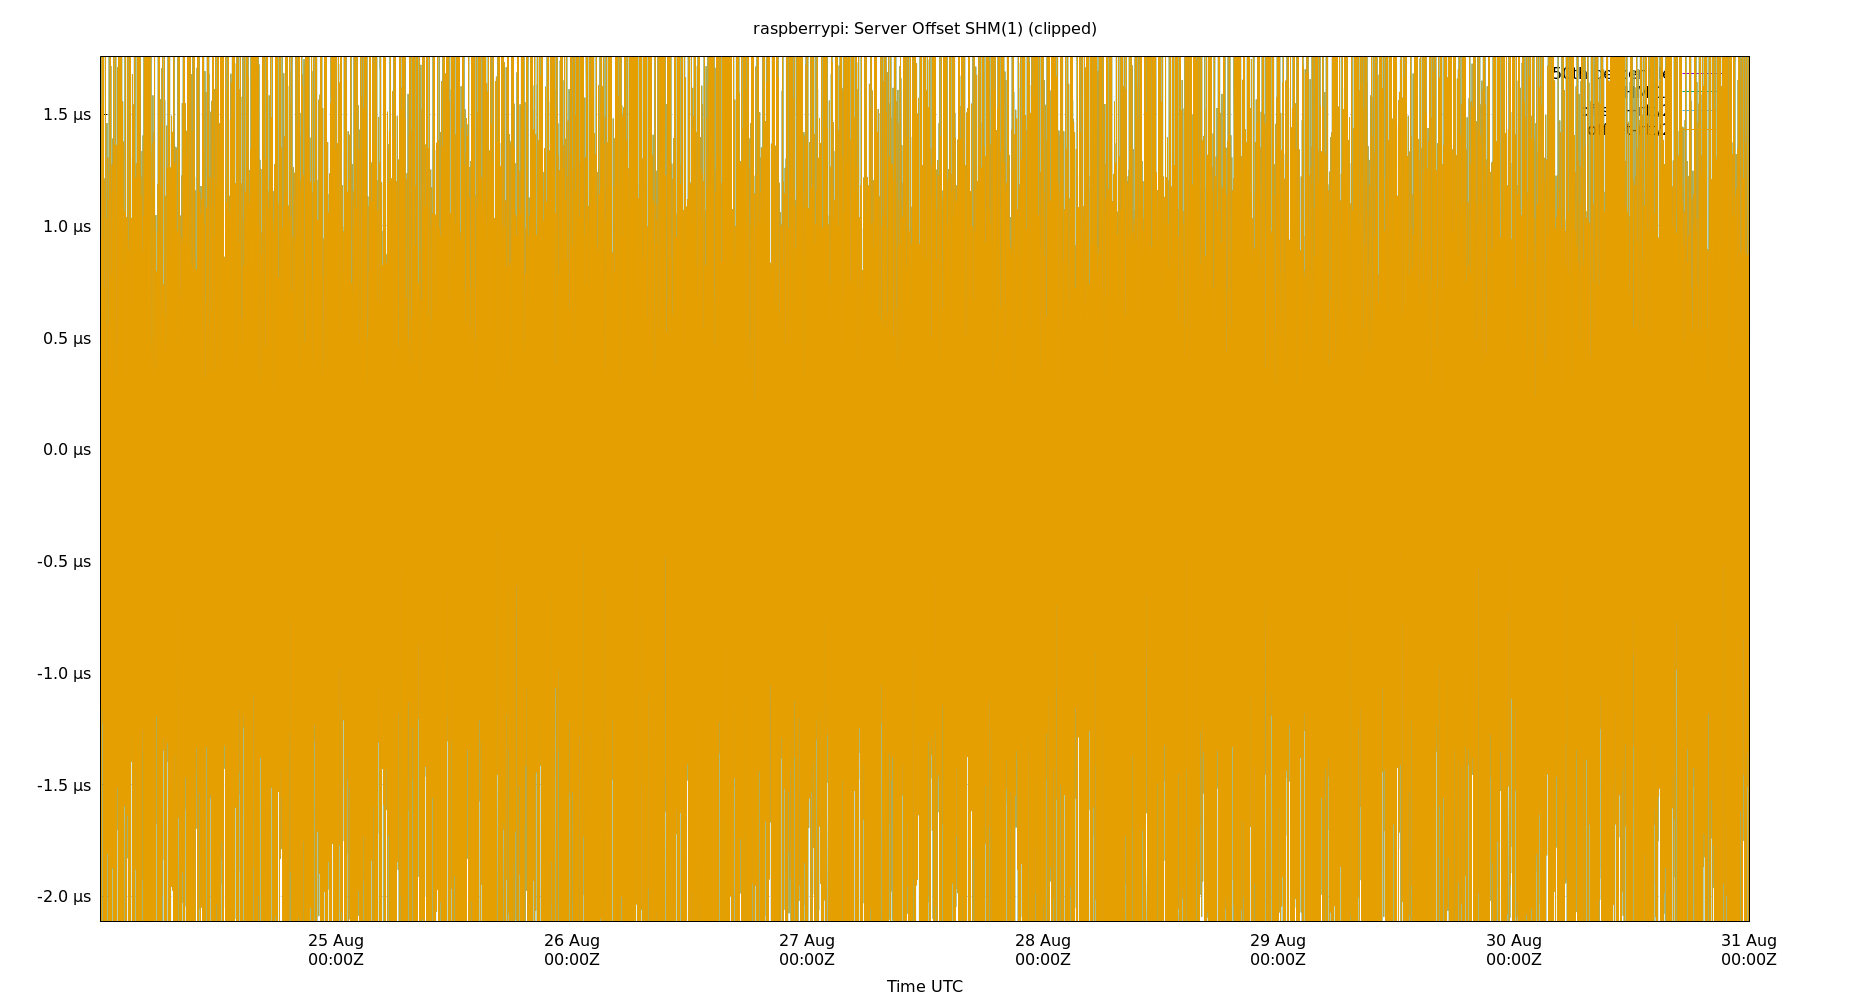 raspberrypi: Server Offset SHM(1) (clipped)
1.5 µs
1.0 µs
0.5 µs
0.0 µs
-0.5 µs
-1.0 µs
-1.5 µs
-2.0 µs
25 Aug 26 Aug 27 Aug 28 Aug 29 Aug 30 Aug 31 Aug
00:00Z 00:00Z 00:00Z 00:00Z 00:00Z 00:00Z 00:00Z
Time UTC